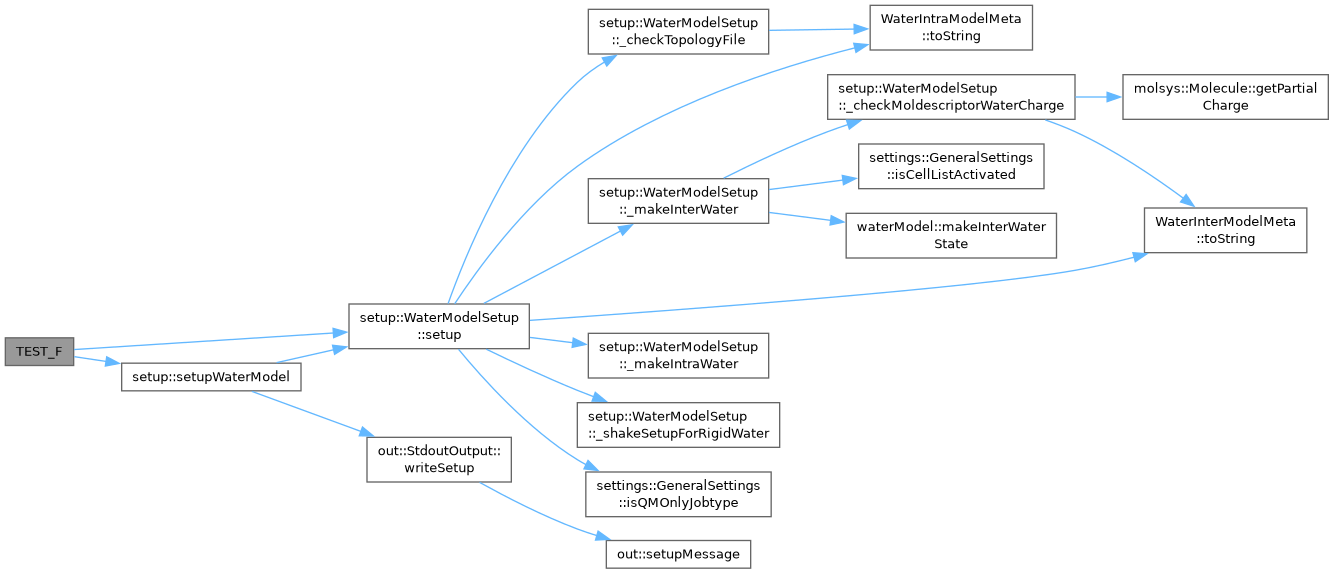 TEST_F
setup::setupWaterModel
setup::WaterModelSetup
::setup
out::StdoutOutput::
writeSetup
setup::WaterModelSetup
::_checkTopologyFile
setup::WaterModelSetup
::_makeInterWater
setup::WaterModelSetup
::_makeIntraWater
setup::WaterModelSetup
::_shakeSetupForRigidWater
settings::GeneralSettings
::isQMOnlyJobtype
out::setupMessage
WaterIntraModelMeta
::toString
setup::WaterModelSetup
::_checkMoldescriptorWaterCharge
settings::GeneralSettings
::isCellListActivated
waterModel::makeInterWater
State
molsys::Molecule::getPartial
Charge
WaterInterModelMeta
::toString